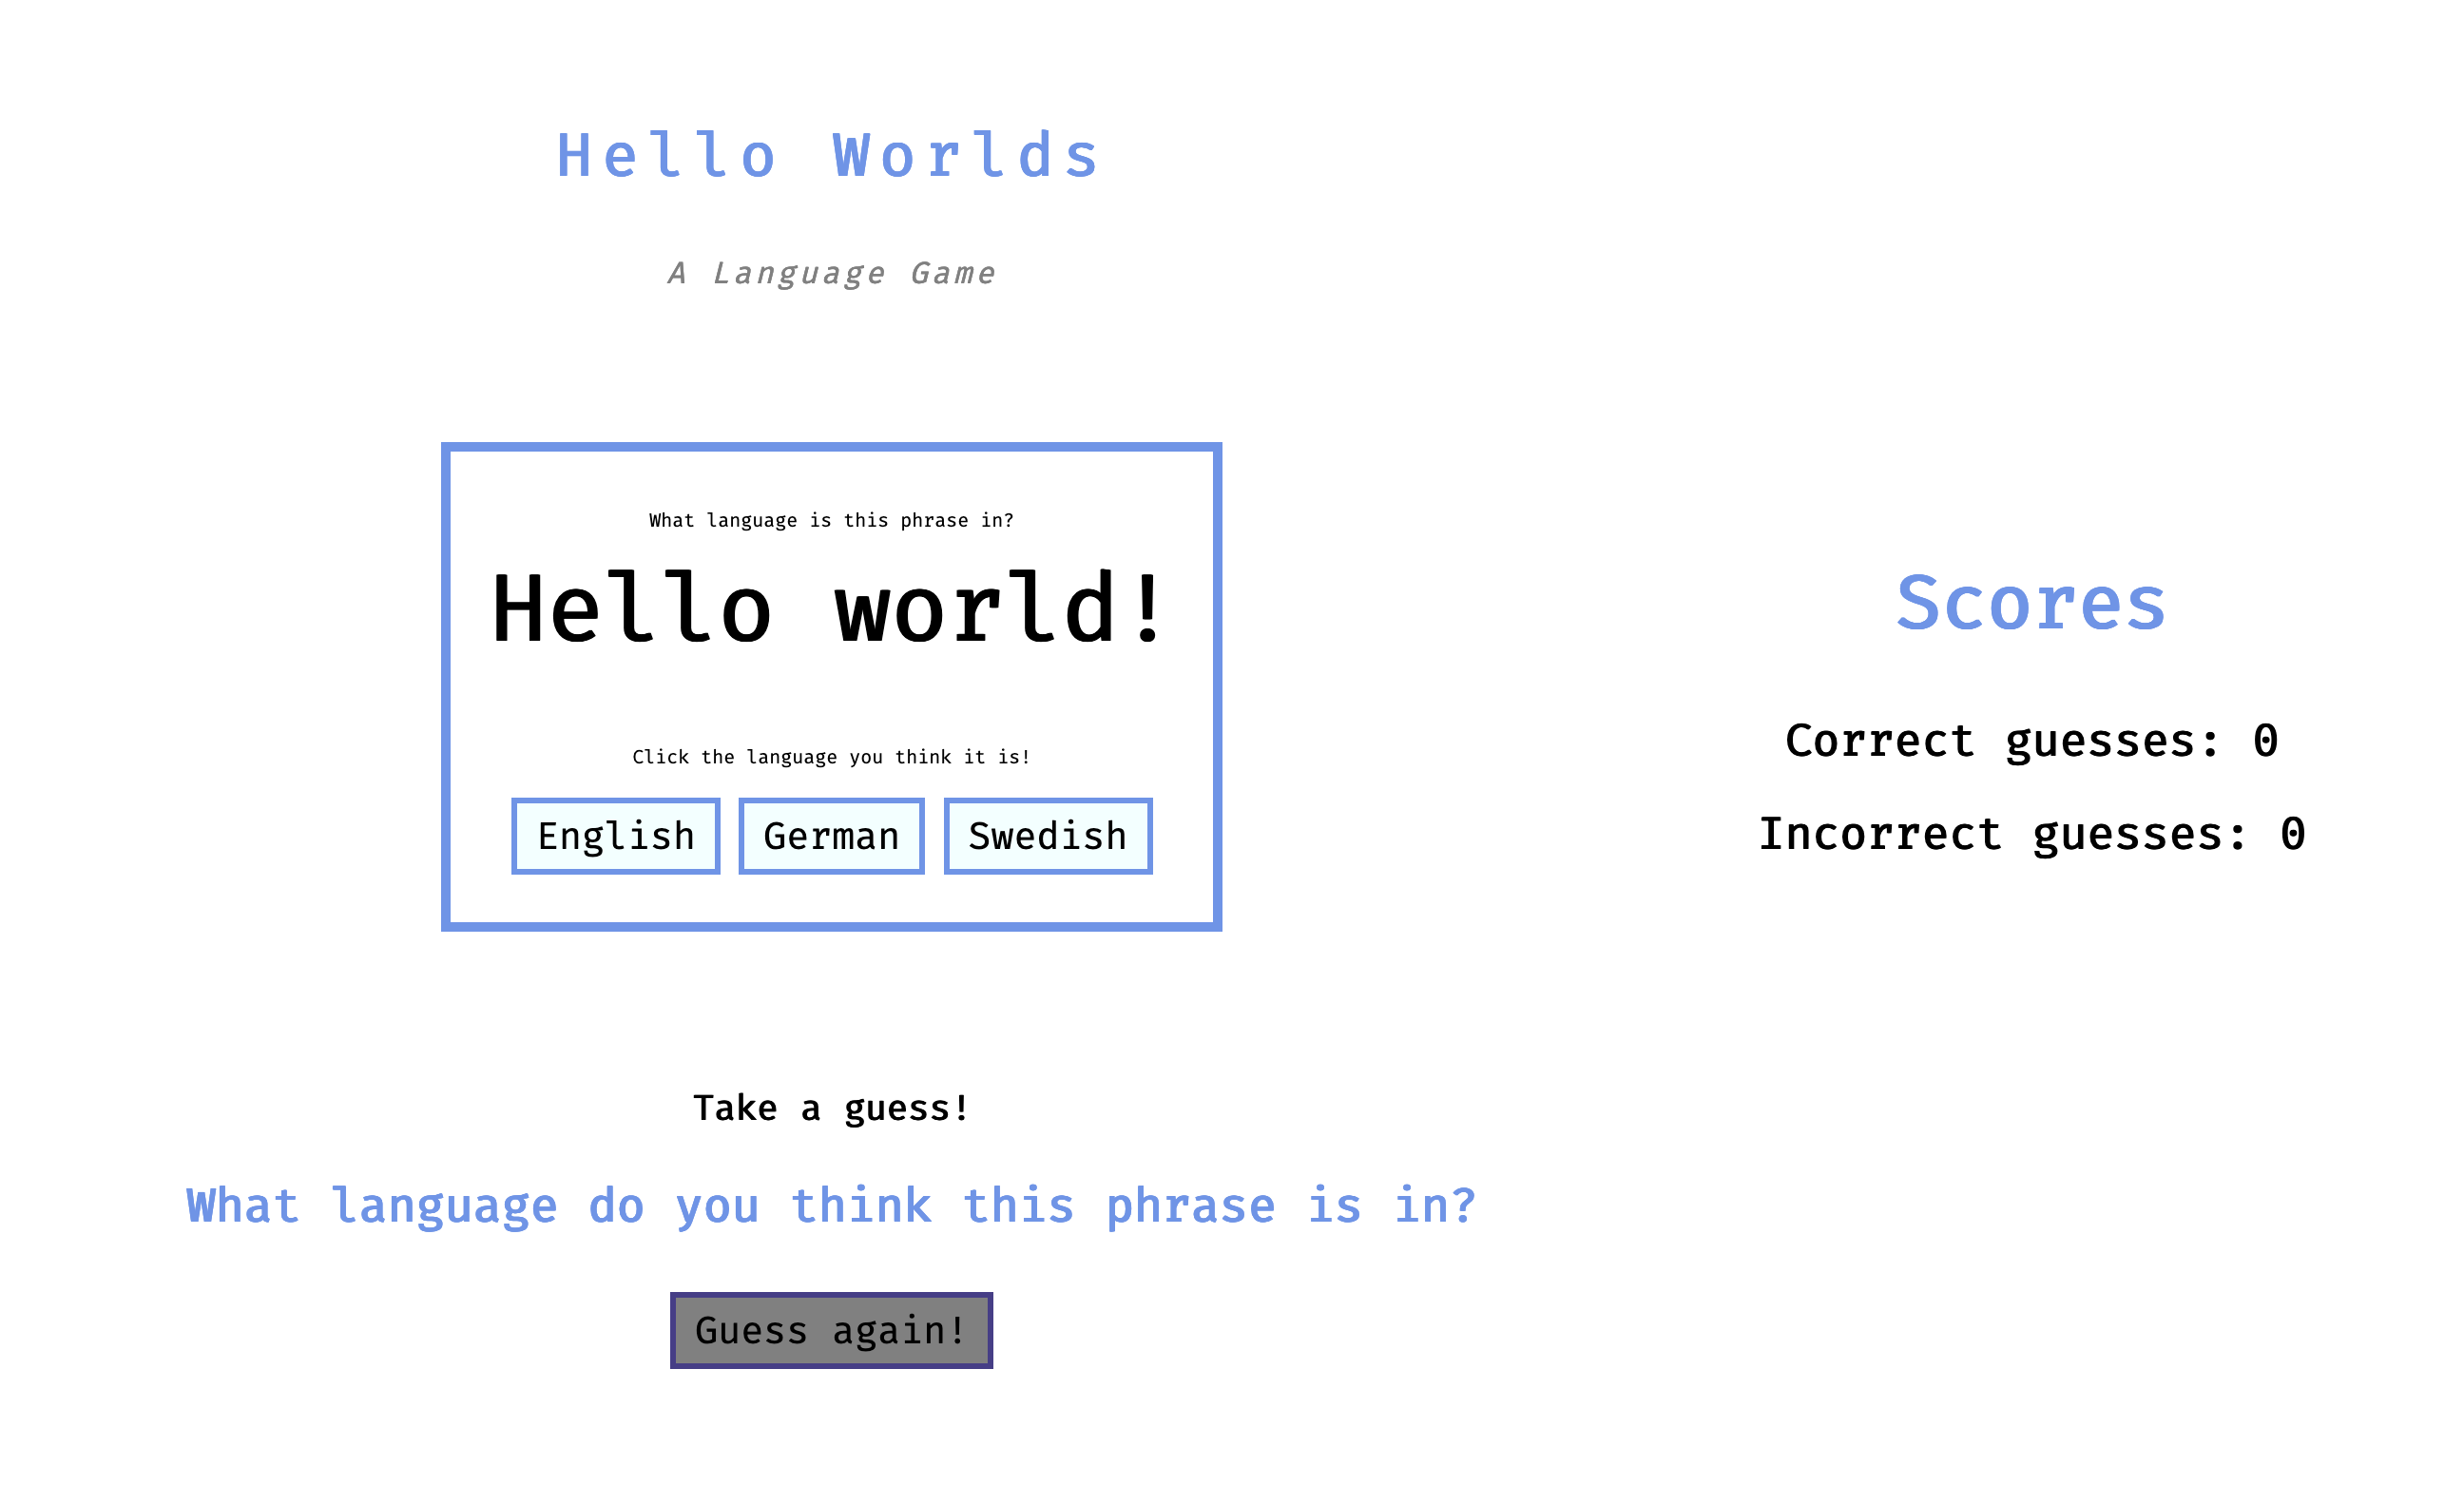 Hello Worlds
A Language Game
What language is this phrase in?
Hello world!
Click the language you think it is!
English German Swedish
Scores
Correct guesses: 0
Incorrect guesses: 0
Take a guess!
What language do you think this phrase is in?
Guess again!